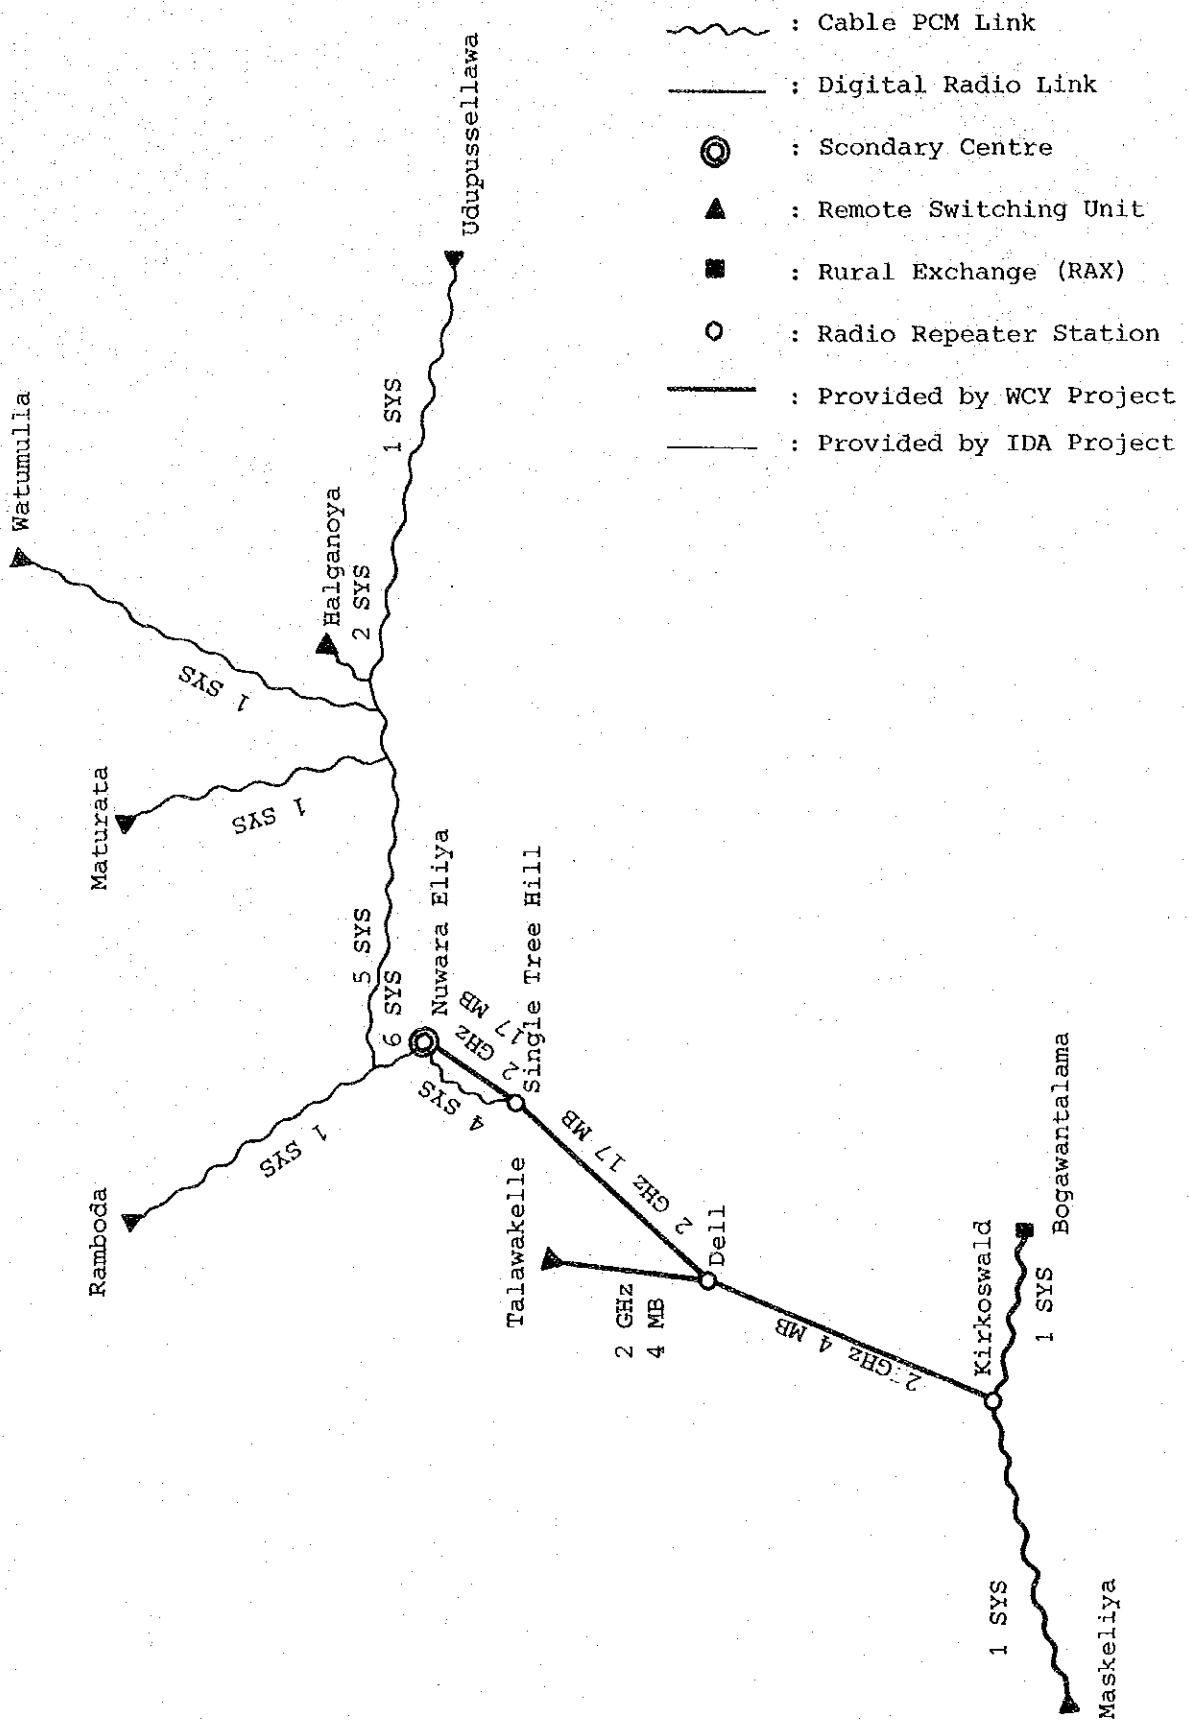 : Cable PCM Link
: Digital Radio Link
: Scondary Centre
: Remote Switching Unit
: Rural Exchange (RAX)
: Radio Repeater Station
: Provided by WCY Project
: Provided by IDA Project
Udupussellawa
1 SYS
Watumulla
1 SYS
Halganoya
2 SYS
Maturata
1 SYS
5 SYS
6 SYS
Nuwara Eliya
2 GHz 17 MB
Single Tree Hill
4 SYS
Ramboda
1 SYS
2 GHz 17 MB
Talawakelle
2 GHz
4 MB
Dell
2 GHz 4 MB
Kirkoswald
Bogawantalama
1 SYS
1 SYS
Maskeliya